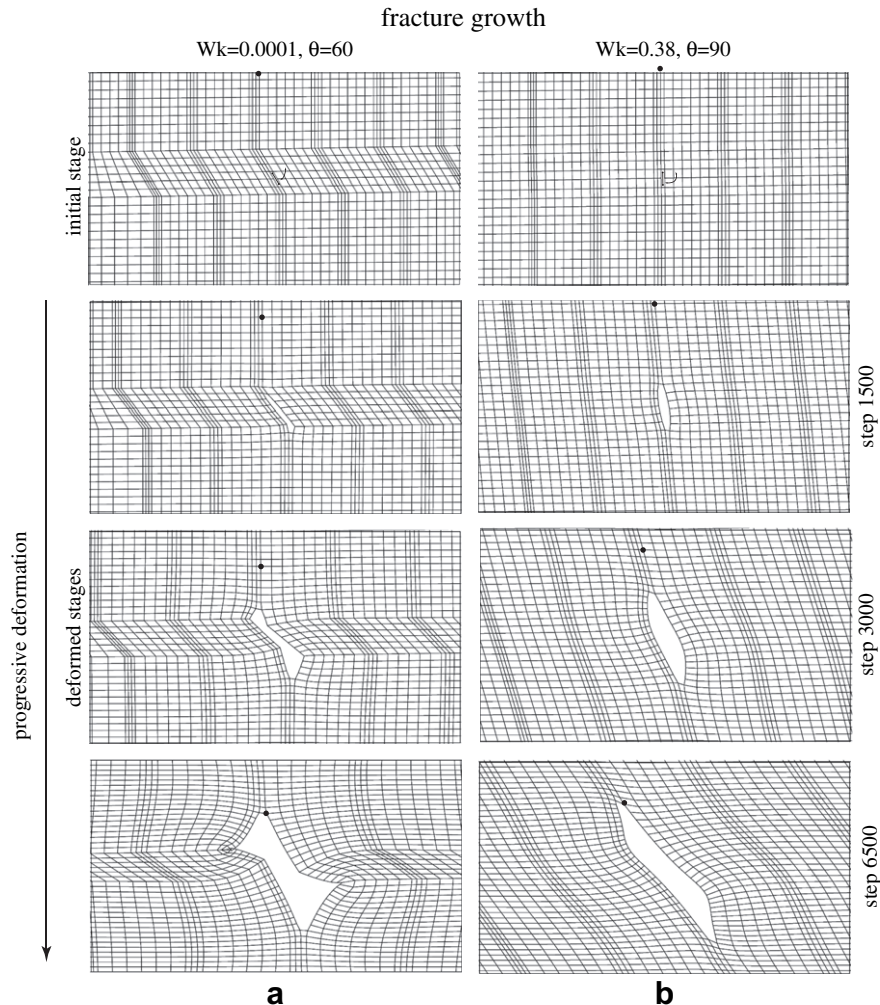 fracture growth
Wk=0.0001, θ=60
Wk=0.38, θ=90
initial stage
step 1500
progressive deformation
deformed stages
step 3000
step 6500
a
b